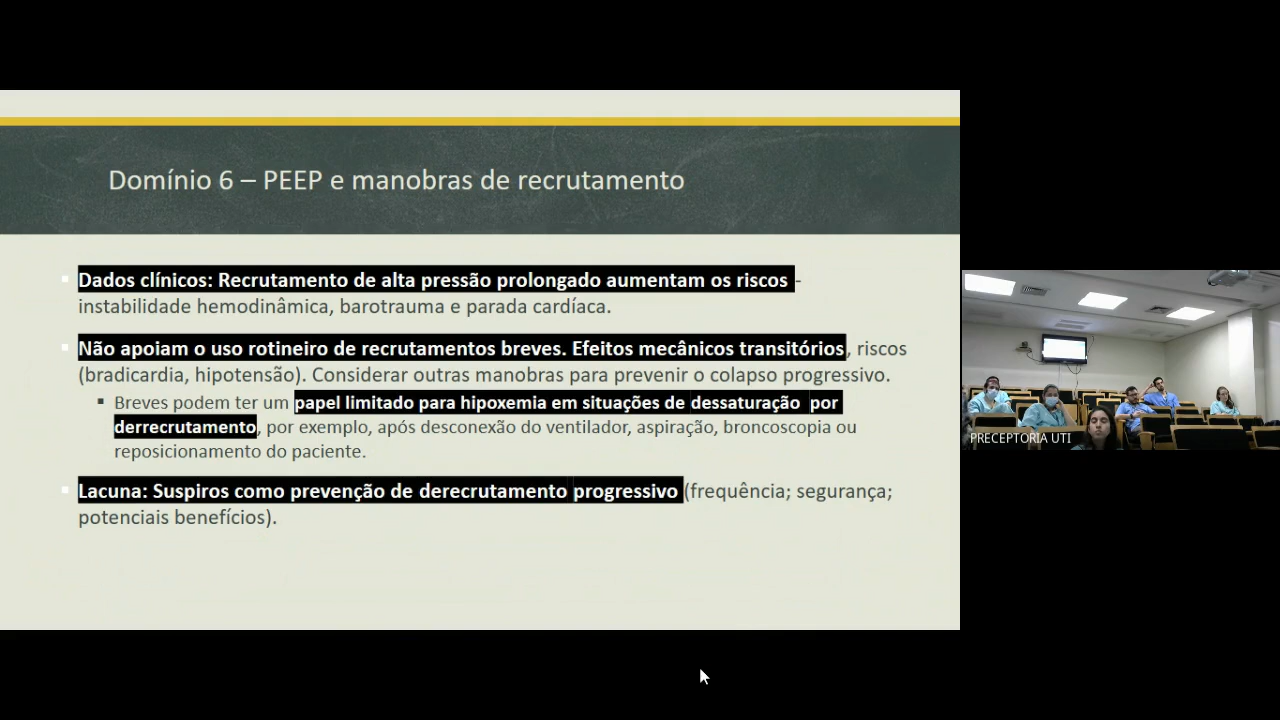 Domínio 6 – PEEP e manobras de recrutamento
Dados clínicos: Recrutamento de alta pressão prolongado aumentam os riscos -
instabilidade hemodinâmica, barotrauma e parada cardíaca.
Não apoiam o uso rotineiro de recrutamentos breves. Efeitos mecânicos transitórios, riscos
(bradicardia, hipotensão). Considerar outras manobras para prevenir o colapso progressivo.
Breves podem ter um papel limitado para hipoxemia em situações de dessaturação por
derrecrutamento, por exemplo, após desconexão do ventilador, aspiração, broncoscopia ou
reposicionamento do paciente.
Lacuna: Suspiros como prevenção de derecrutamento progressivo (frequência; segurança;
potenciais benefícios).
PRECEPTORIA UTI